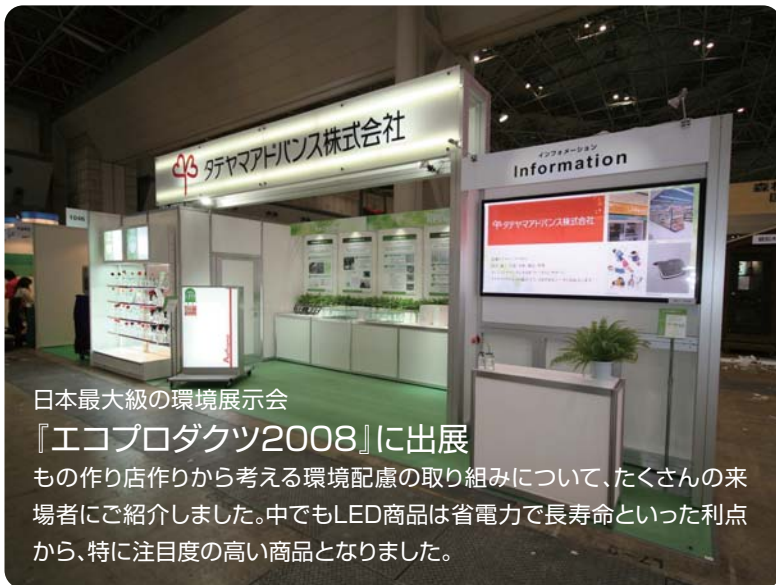 タテヤマアドバンス株式会社
インフォメーション
Information
タテヤマアドバンス株式会社
日本最大級の環境展示会
『エコプロダクツ2008』に出展
もの作り店作りから考える環境配慮の取り組みについて、たくさんの来
場者にご紹介しました。中でもLED商品は省電力で長寿命といった利点
から、特に注目度の高い商品となりました。